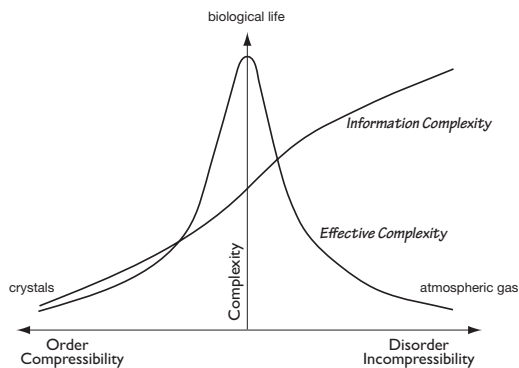 biological life
Information Complexity
Effective Complexity
Complexity
crystals
atmospheric gas
Order
Compressibility
Disorder
Incompressibility